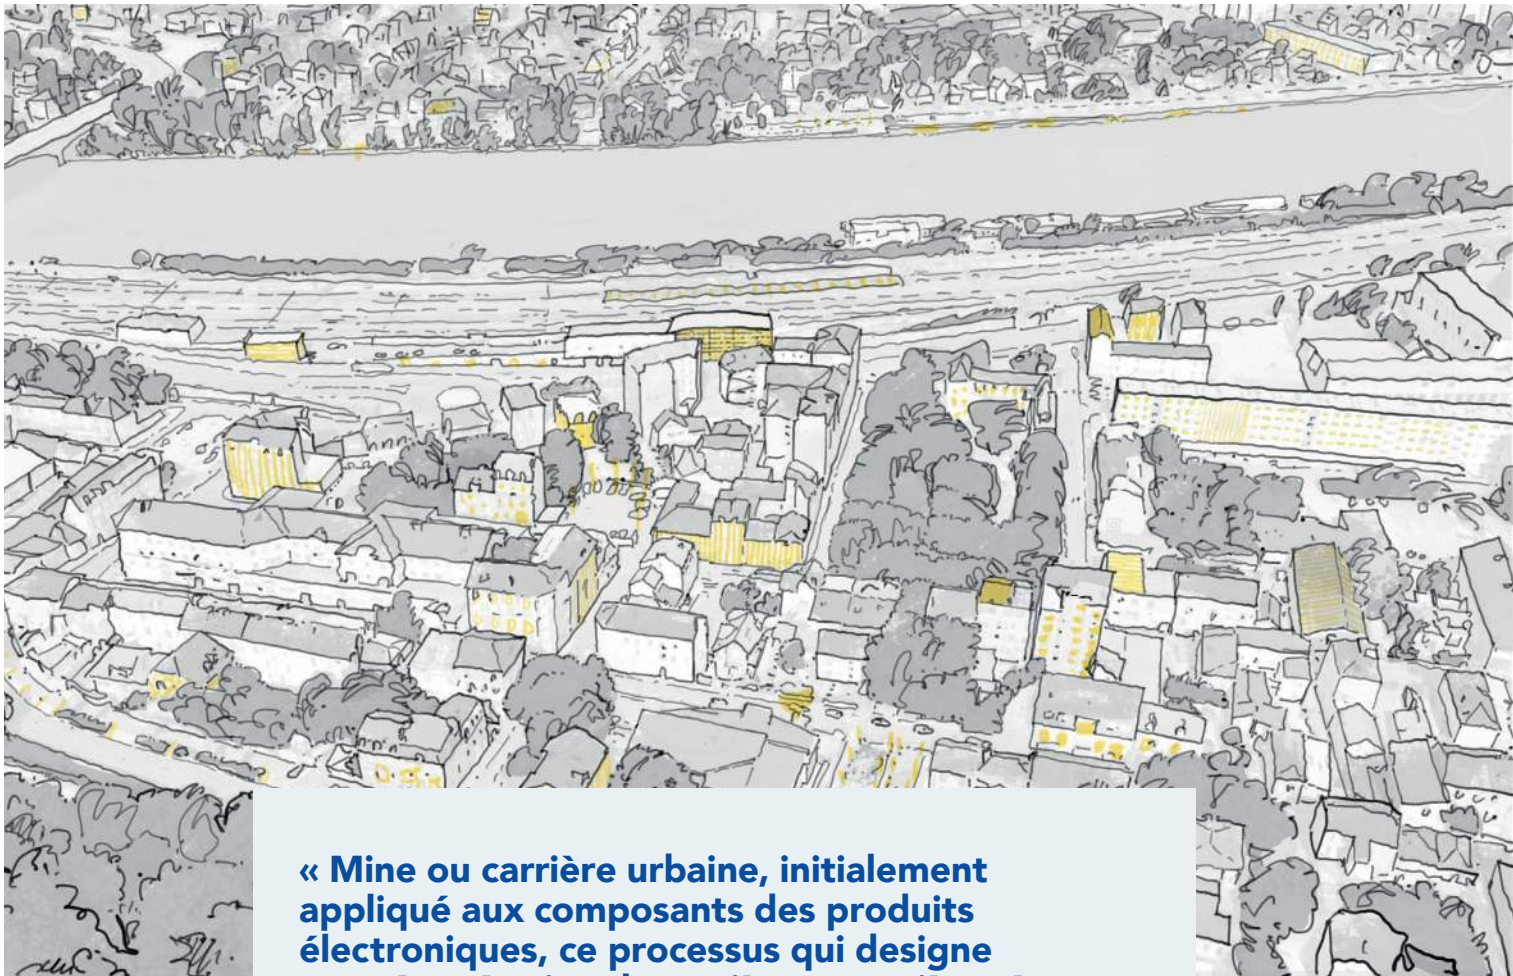 « Mine ou carrière urbaine, initialement
appliqué aux composants des produits
électroniques, ce processus qui designe